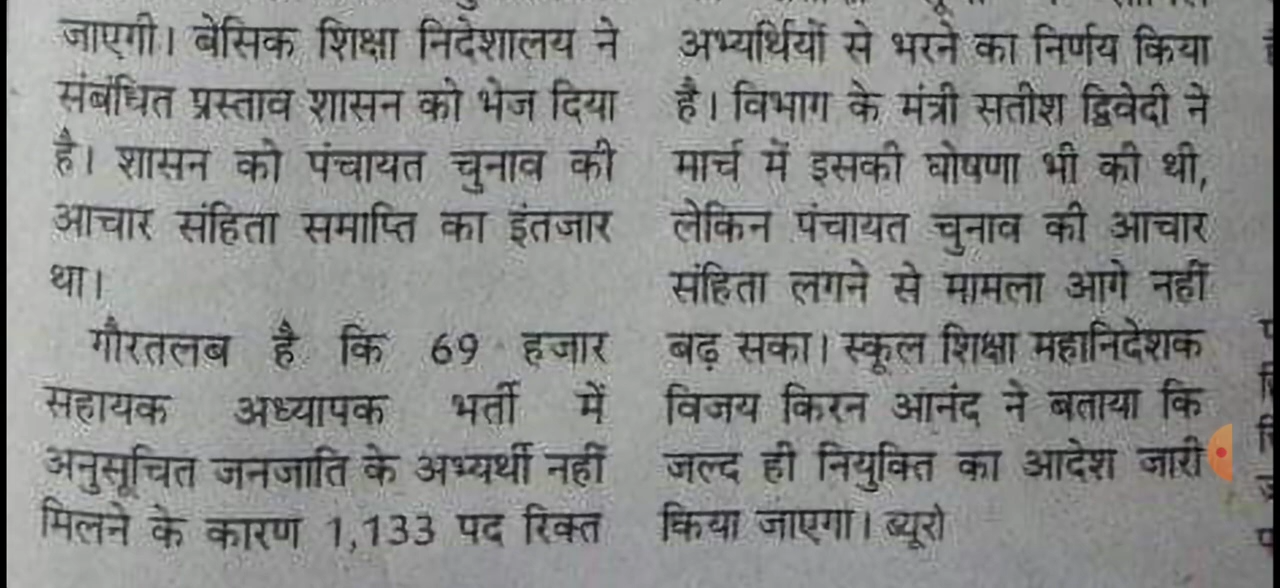 जाएगी। बेसिक शिक्षा निदेशालय ने
संबंधित प्रस्ताव शासन को भेज दिया
है। शासन को पंचायत चुनाव की
आचार संहिता समाप्ति का इंतजार
था।
गौरतलब है कि 69 हजार
सहायक अध्यापक भर्ती में
अनुसूचित जनजाति के अभ्यर्थी नहीं
मिलने के कारण 1,133 पद रिक्त
अभ्यर्थियों से भरने का निर्णय किया
है। विभाग के मंत्री सतीश द्विवेदी ने
मार्च में इसकी घोषणा भी की थी,
लेकिन पंचायत चुनाव की आचार
संहिता लगने से मामला आगे नहीं
बढ़ सका। स्कूल शिक्षा महानिदेशक
विजय किरन आनंद ने बताया कि
जल्द ही नियुक्ति का आदेश जारी
किया जाएगा। ब्यूरो